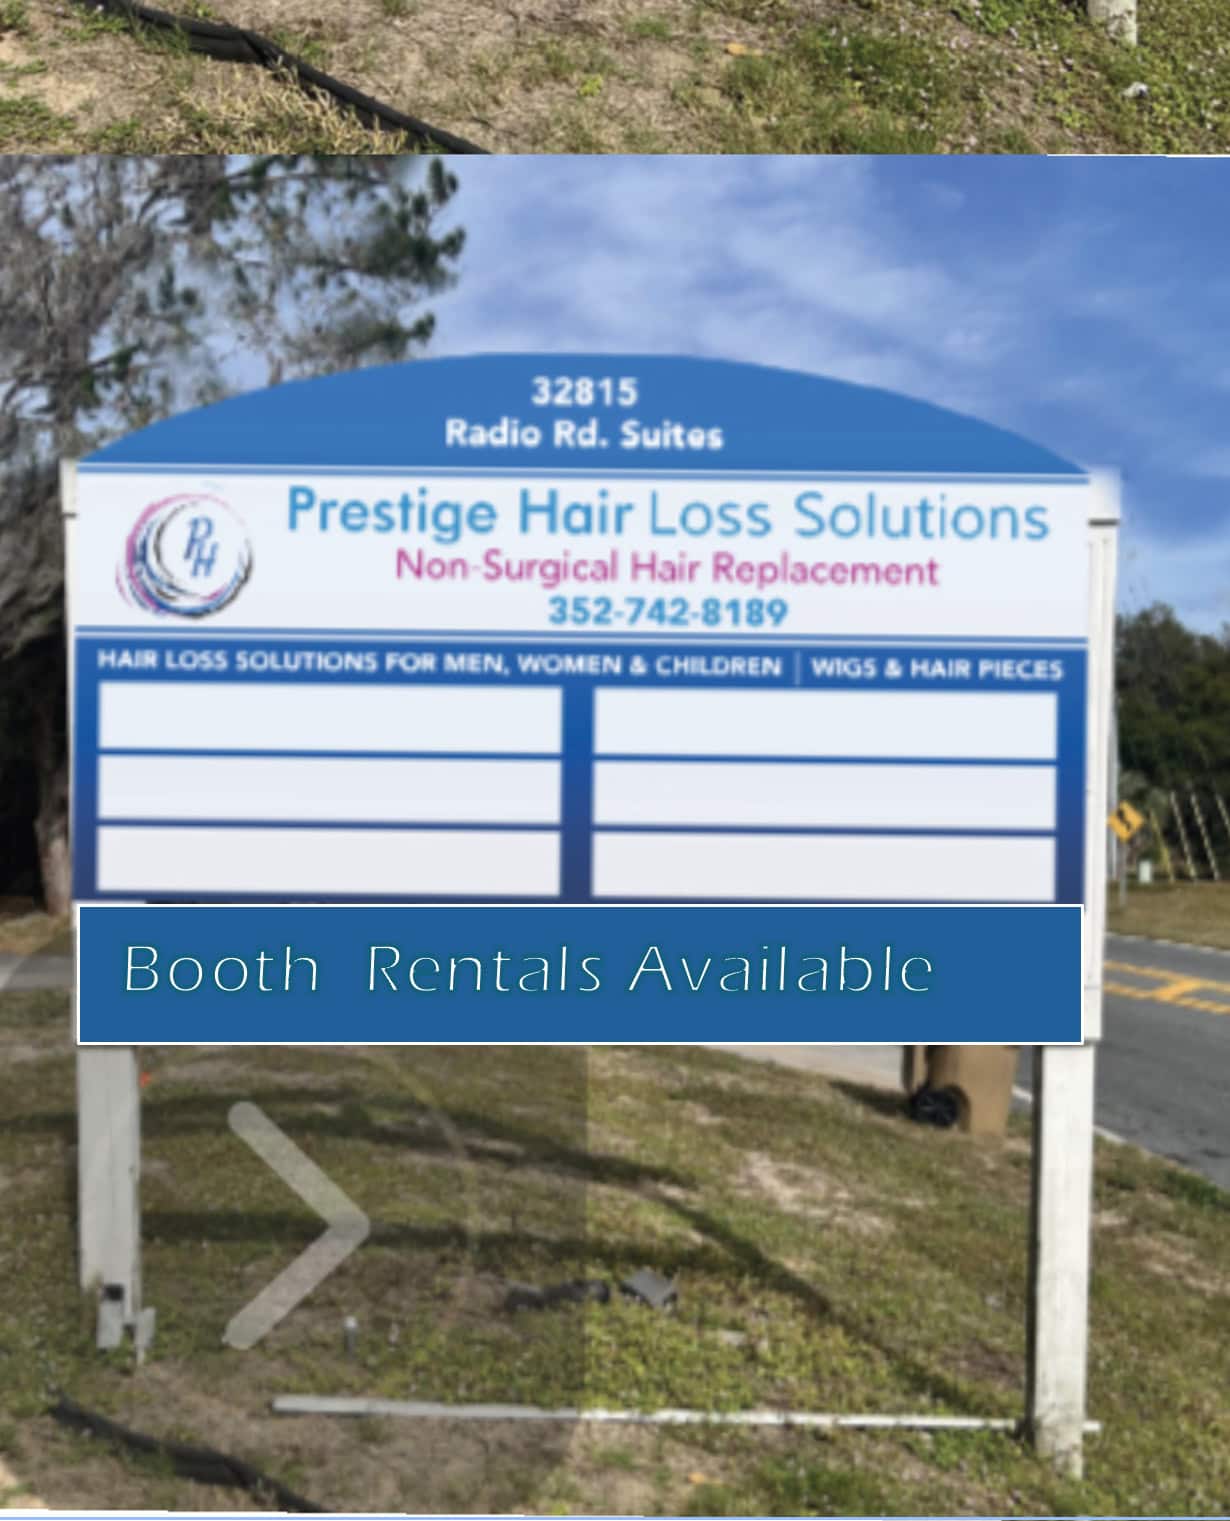 32815
Radio Rd. Suites
PH
Prestige Hair Loss Solutions
Non-Surgical Hair Replacement
352-742-8189
HAIR LOSS SOLUTIONS FOR MEN, WOMEN & CHILDREN | WIGS & HAIR PIECES
Booth Rentals Available